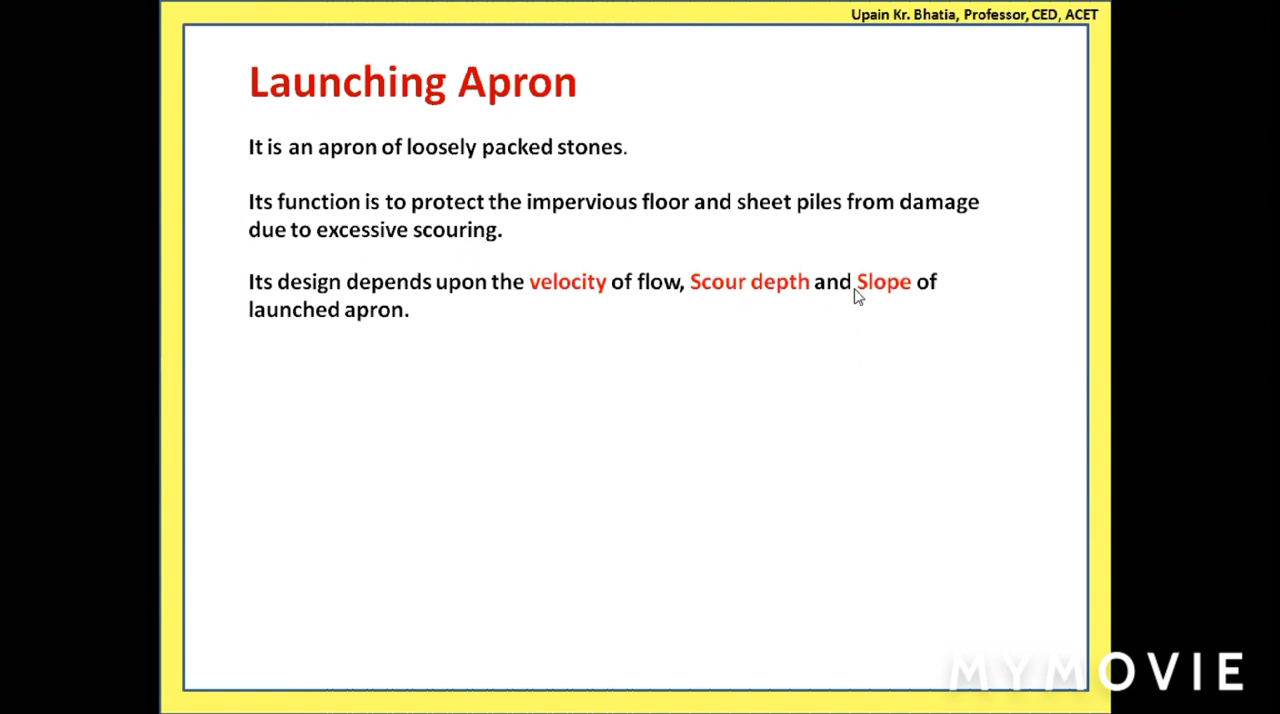 Upain Kr. Bhatia, Professor, CED, ACET
Launching Apron
It is an apron of loosely packed stones.
Its function is to protect the impervious floor and sheet piles from damage
due to excessive scouring.
Its design depends upon the velocity of flow, Scour depth and Slope of
launched apron.
MYMOVIE